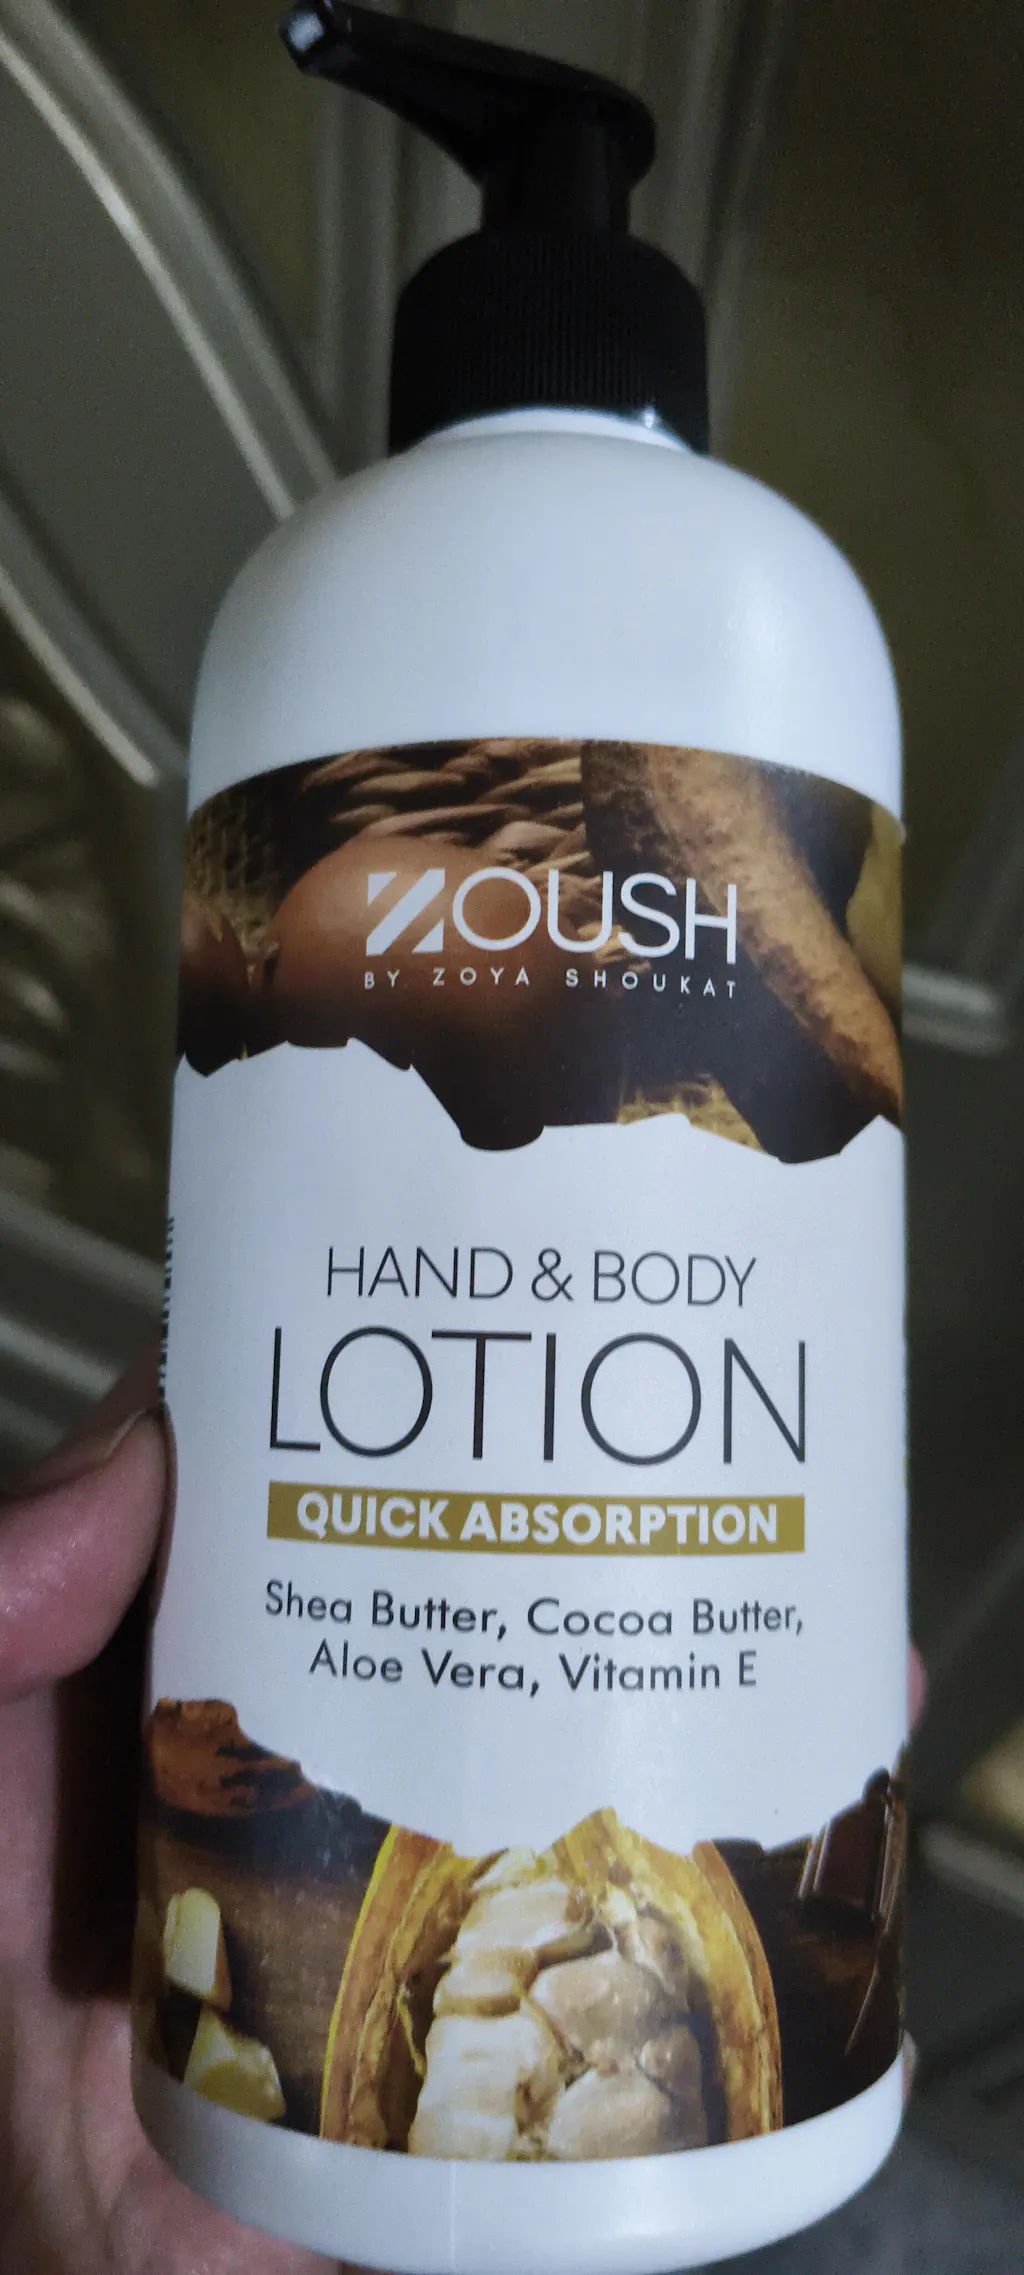 ZOUSH
BY ZOYA SHOUKAT
HAND & BODY
LOTION
QUICK ABSORPTION
Shea Butter, Cocoa Butter,
Aloe Vera, Vitamin E